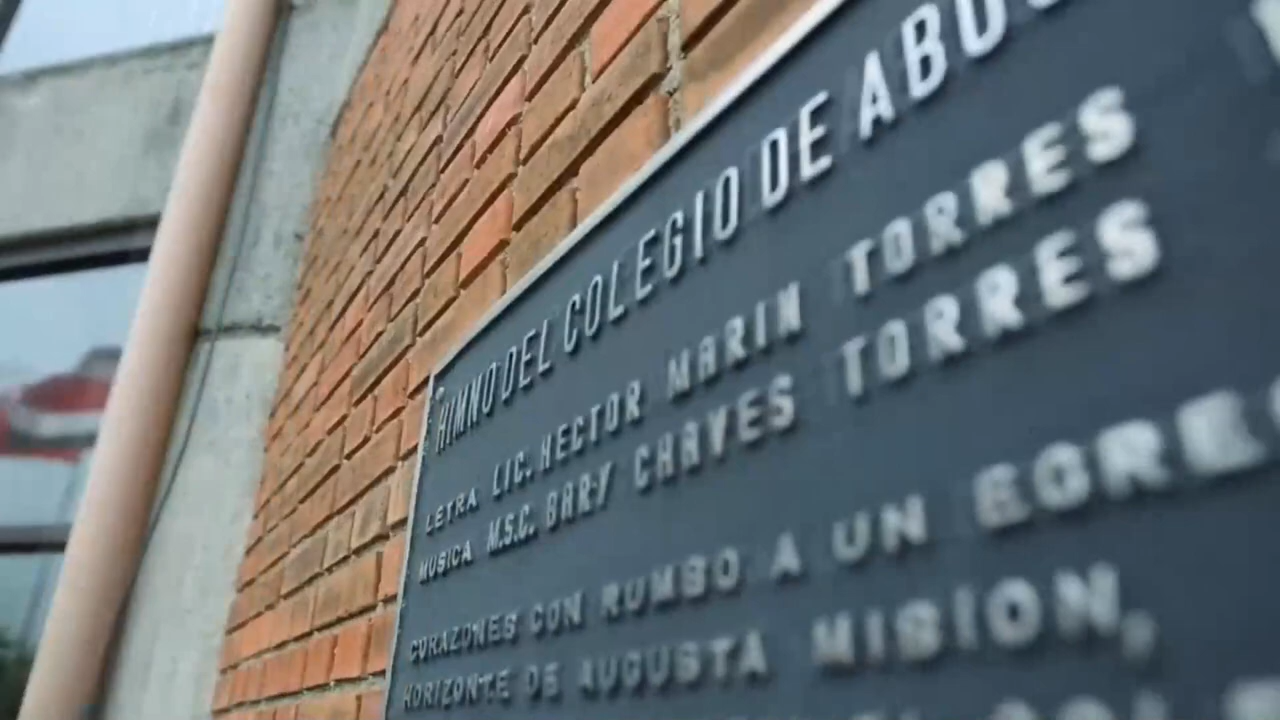 HIMNO DEL COLEGIO DE ABO
LETRA LIC. HECTOR MARIN TORRES
MUSICA M.S.C. BARY CHAVES TORRES
CORAZONES CON RUMBO A UN EGRE
HORIZONTE DE AUGUSTA MISION,